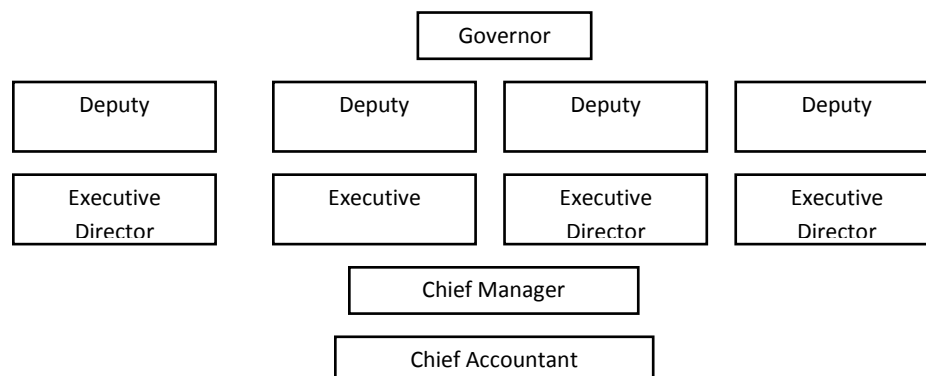 Governor
Deputy Deputy Deputy Deputy
Executive Executive Executive Executive
Director Director Director
Chief Manager
Chief Accountant